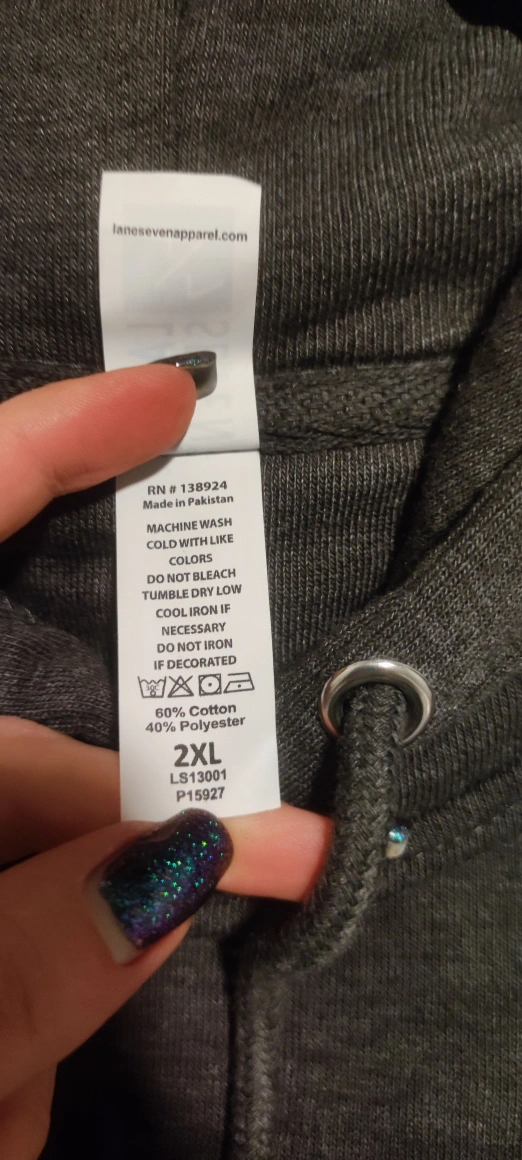 lanesevenapparel.com
RN # 138924
Made in Pakistan
MACHINE WASH
COLD WITH LIKE
COLORS
DO NOT BLEACH
TUMBLE DRY LOW
COOL IRON IF
NECESSARY
DO NOT IRON
IF DECORATED
60% Cotton
40% Polyester
2XL
LS13001
P15927